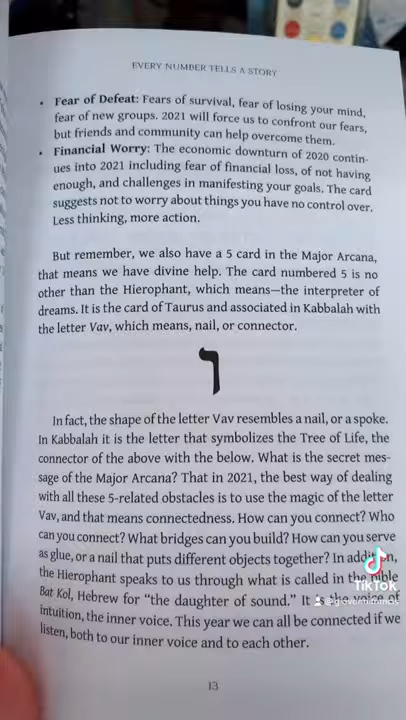 EVERY NUMBER TELLS A STORY
• Fear of Defeat: Fears of survival, fear of losing your mind,
fear of new groups. 2021 will force us to confront our fears,
but friends and community can help overcome them.
• Financial Worry: The economic downturn of 2020 contin-
ues into 2021 including fear of financial loss, of not having
enough, and challenges in manifesting your goals. The card
suggests not to worry about things you have no control over.
Less thinking, more action.
But remember, we also have a 5 card in the Major Arcana,
that means we have divine help. The card numbered 5 is no
other than the Hierophant, which means—the interpreter of
dreams. It is the card of Taurus and associated in Kabbalah with
the letter Vav, which means, nail, or connector.
ו
In fact, the shape of the letter Vav resembles a nail, or a spoke.
In Kabbalah it is the letter that symbolizes the Tree of Life, the
connector of the above with the below. What is the secret mes-
sage of the Major Arcana? That in 2021, the best way of dealing
with all these 5-related obstacles is to use the magic of the letter
Vav, and that means connectedness. How can you connect? Who
can you connect? What bridges can you build? How can you serve
as glue, or a nail that puts different objects together? In addition,
the Hierophant speaks to us through what is called in the Bible
Bat Kol, Hebrew for “the daughter of sound.” It is the voice of
intuition, the inner voice. This year we can all be connected if we
listen, both to our inner voice and to each other.
TikTok
13